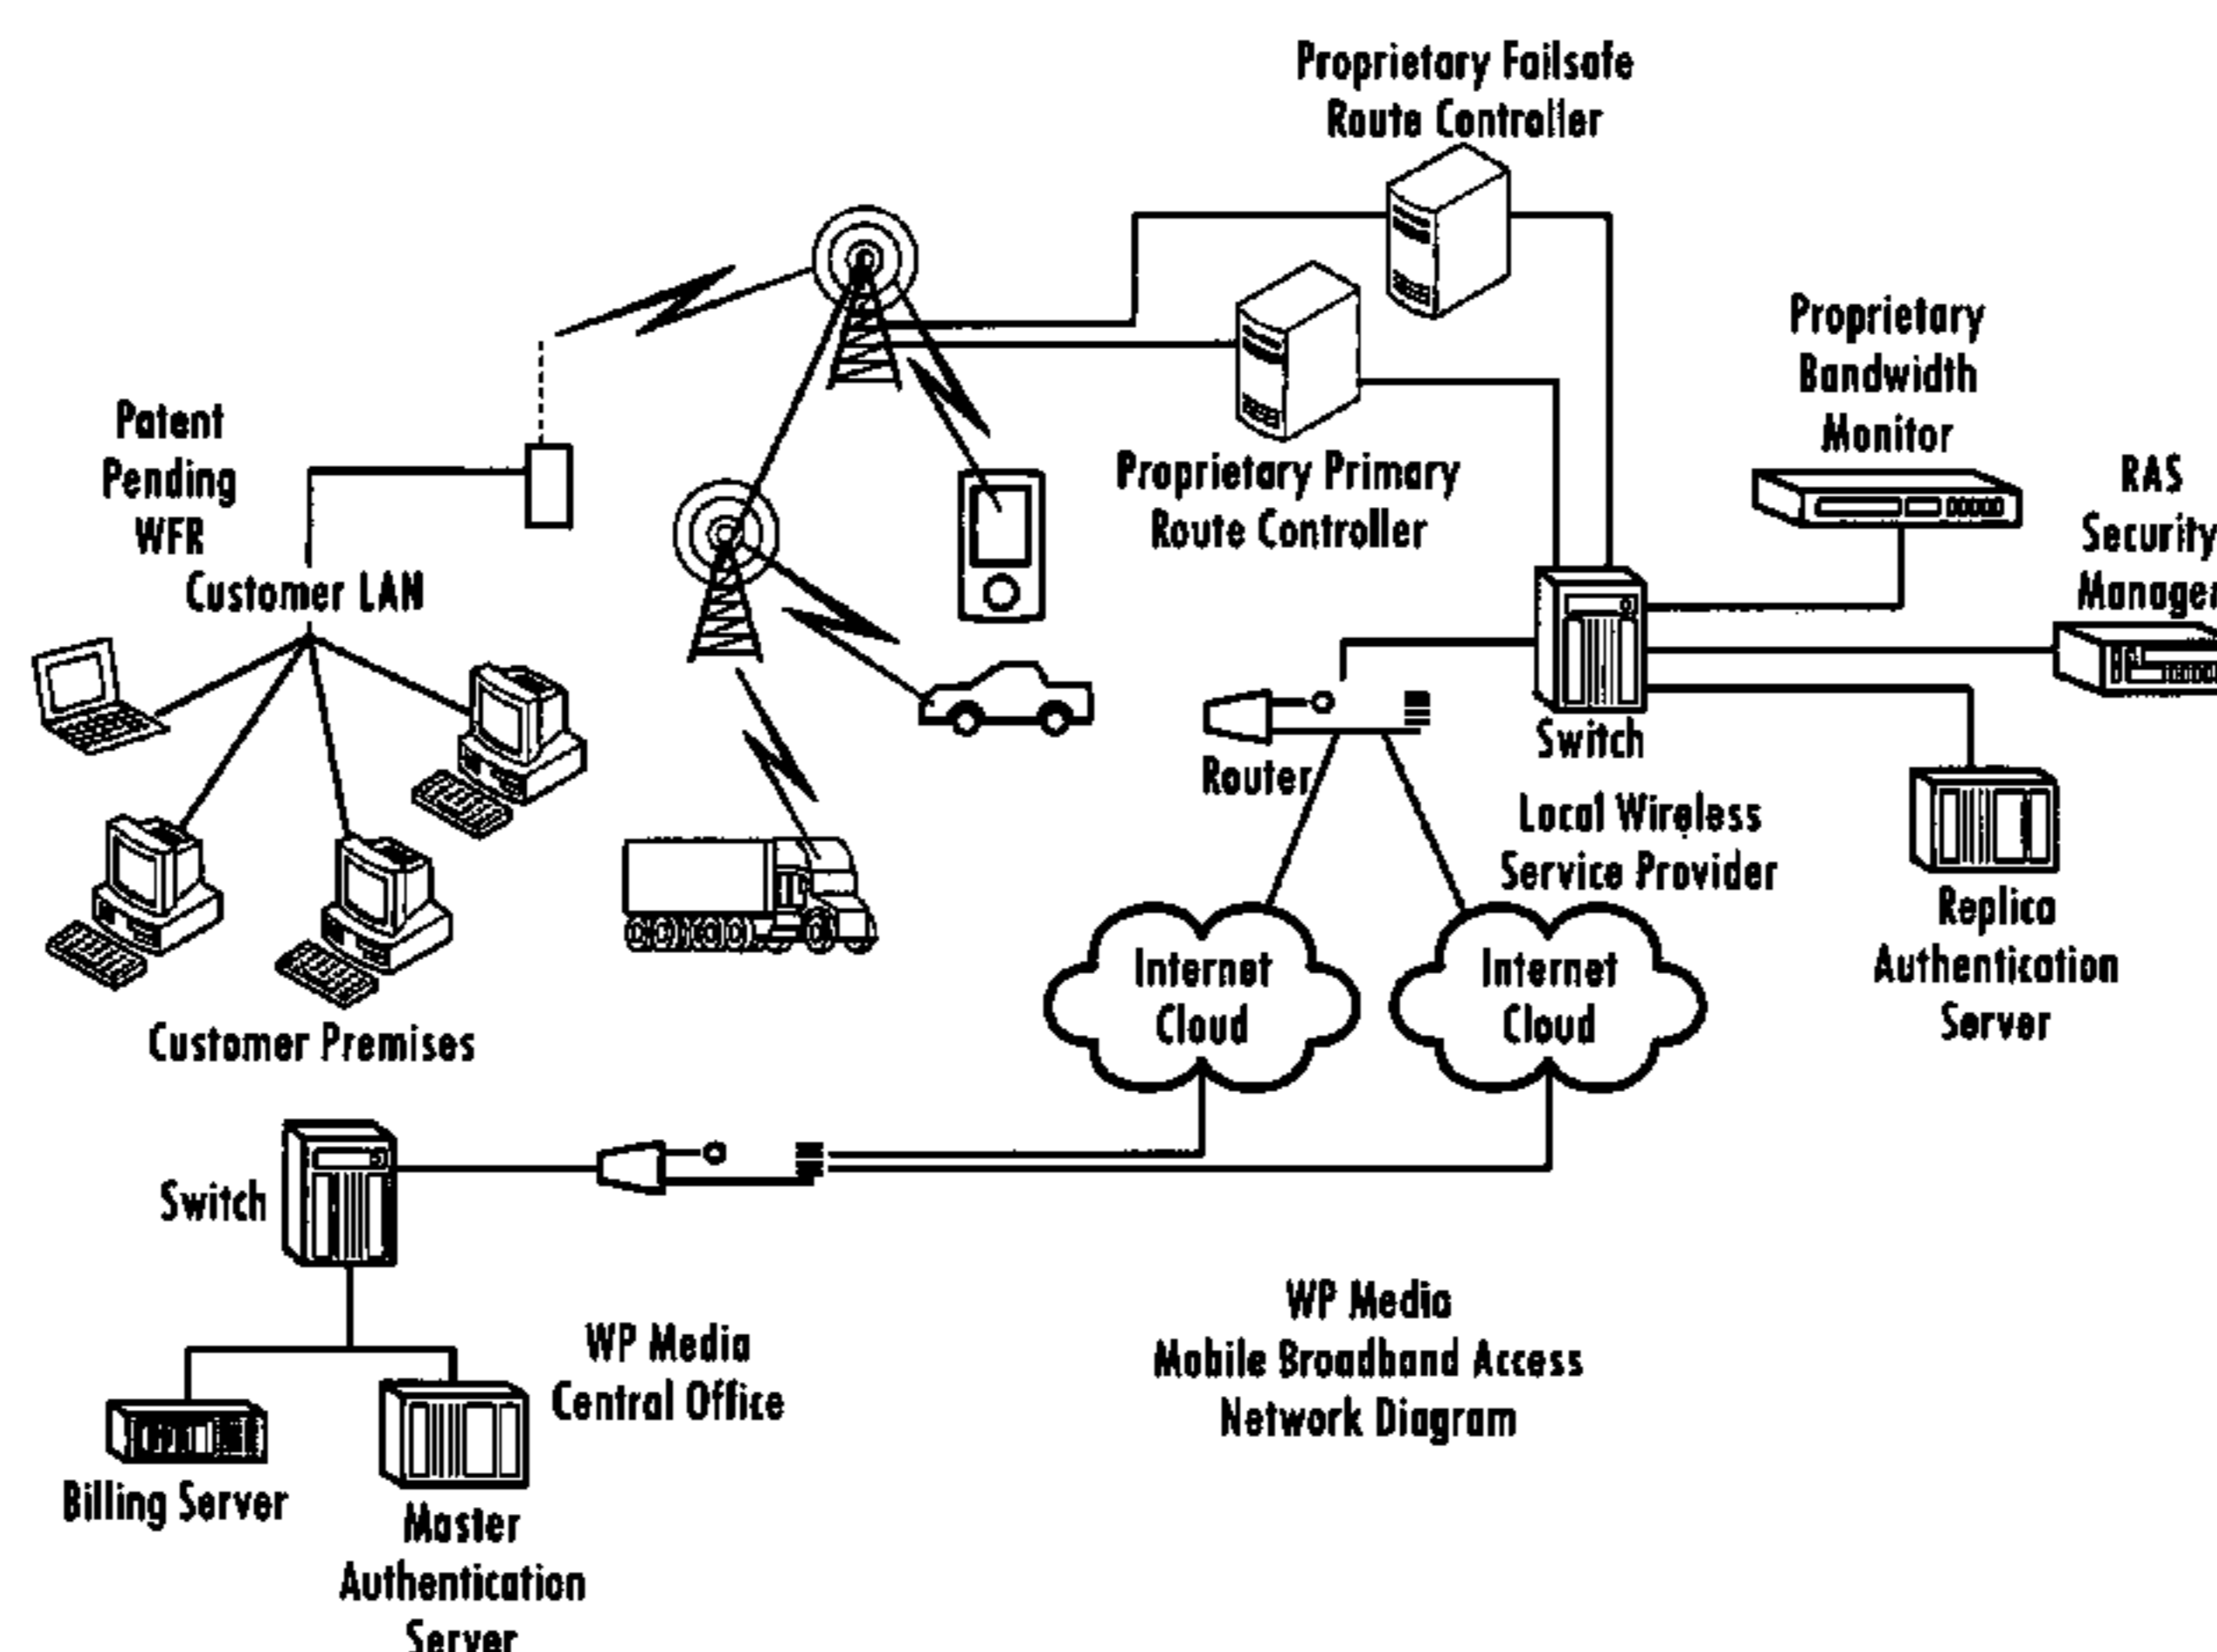 Proprietary Failsafe
Route Controller
Proprietary
Bandwidth
Monitor
RAS
Security
Manager
Patent
Pending
WFR
Proprietary Primary
Route Controller
Customer LAN
Switch
Router
Local Wireless
Service Provider
Replica
Authentication
Server
Internet
Cloud
Internet
Cloud
Customer Premises
Switch
WP Media
Central Office
WP Media
Mobile Broadband Access
Network Diagram
Billing Server
Master
Authentication
Server